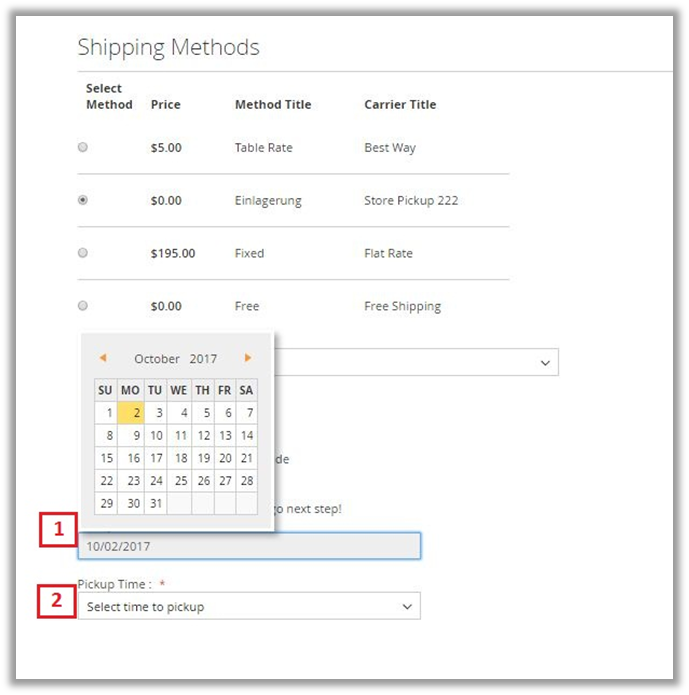 Shipping Methods
Select
Method Price Method Title Carrier Title
$5.00 Table Rate Best Way
$0.00 Einlagerung Store Pickup 222
$195.00 Fixed Flat Rate
$0.00 Free Free Shipping
October 2017
SU MO TU WE TH FR SA
1 2 3 4 5 6 7
8 9 10 11 12 13 14
15 16 17 18 19 20 21
22 23 24 25 26 27 28
29 30 31
de
go next step!
1
10/02/2017
Pickup Time : *
2
Select time to pickup